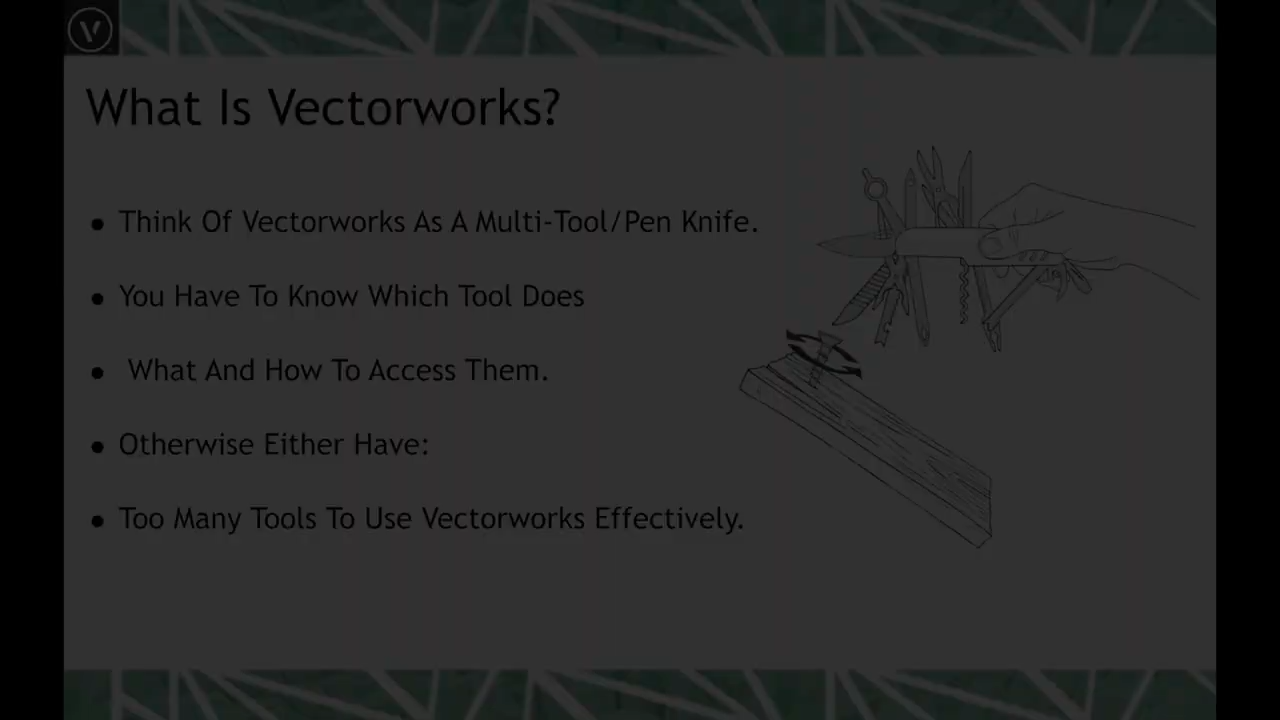 What Is Vectorworks?
• Think Of Vectorworks As A Multi-Tool/Pen Knife.
• You Have To Know Which Tool Does
• What And How To Access Them.
• Otherwise Either Have:
• Too Many Tools To Use Vectorworks Effectively.